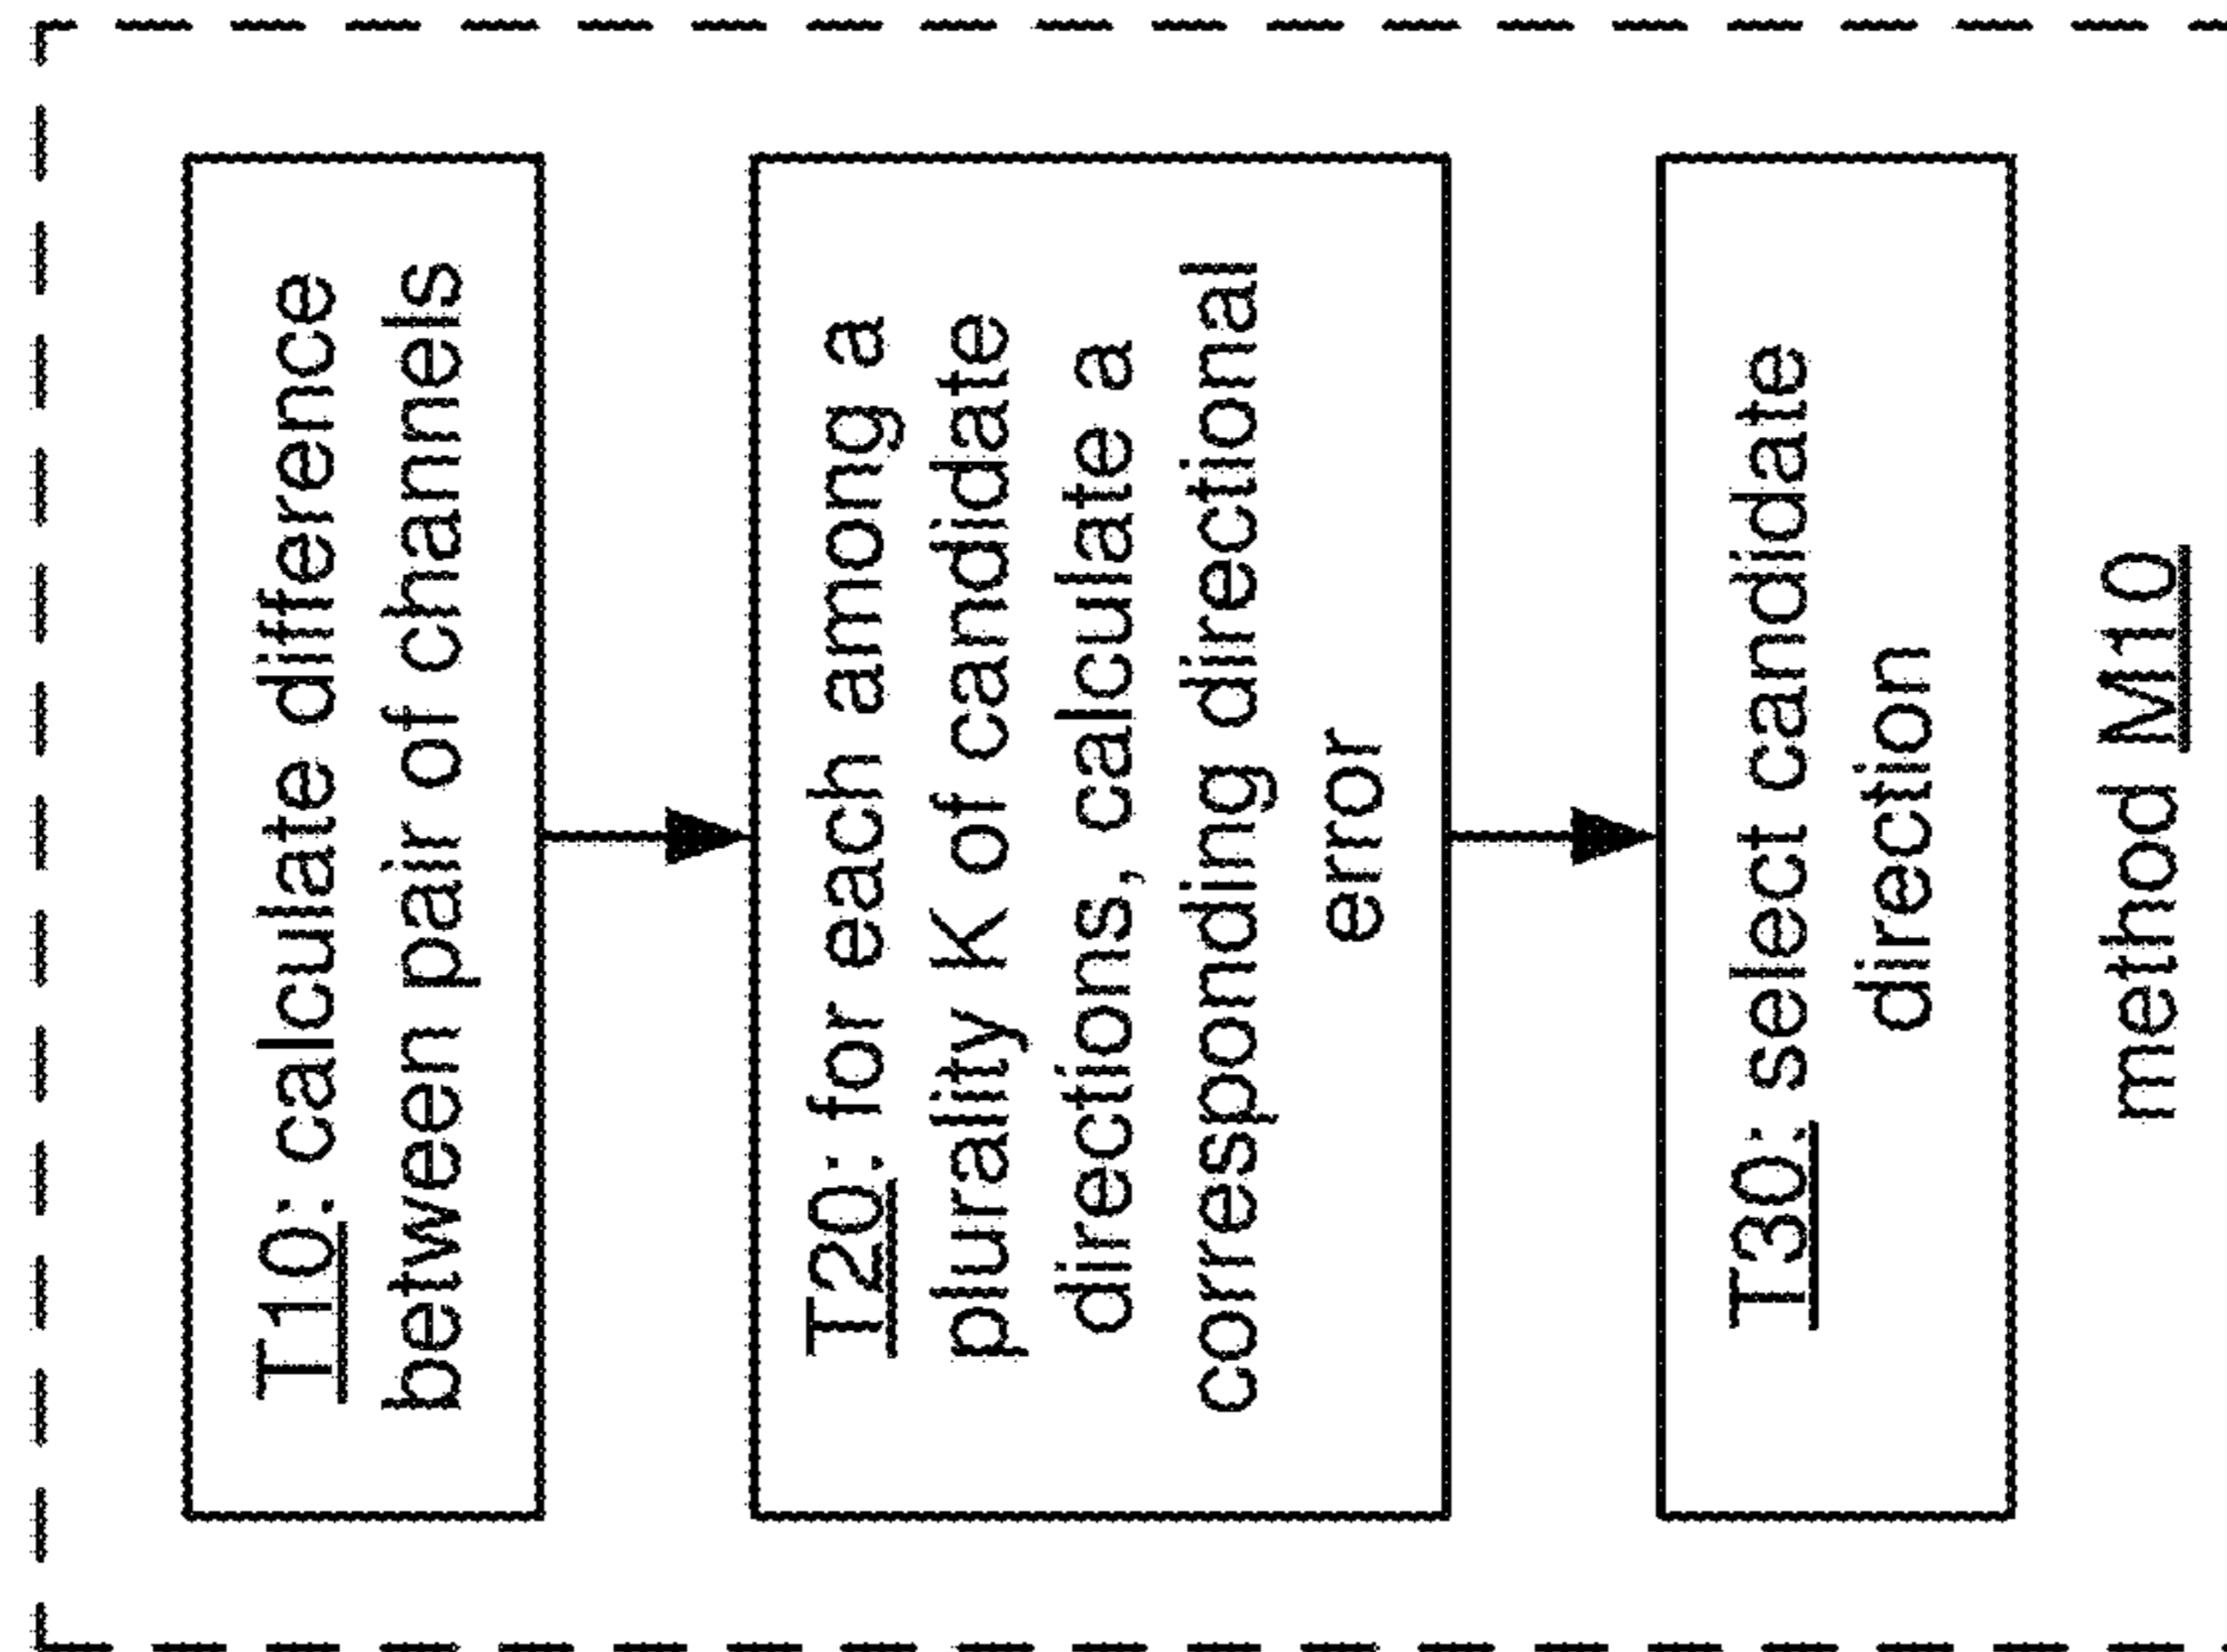 T10: calculate difference
between pair of channels
T20: for each among a
plurality K of candidate
directions, calculate a
corresponding directional
error
T30: select candidate
direction
method M10